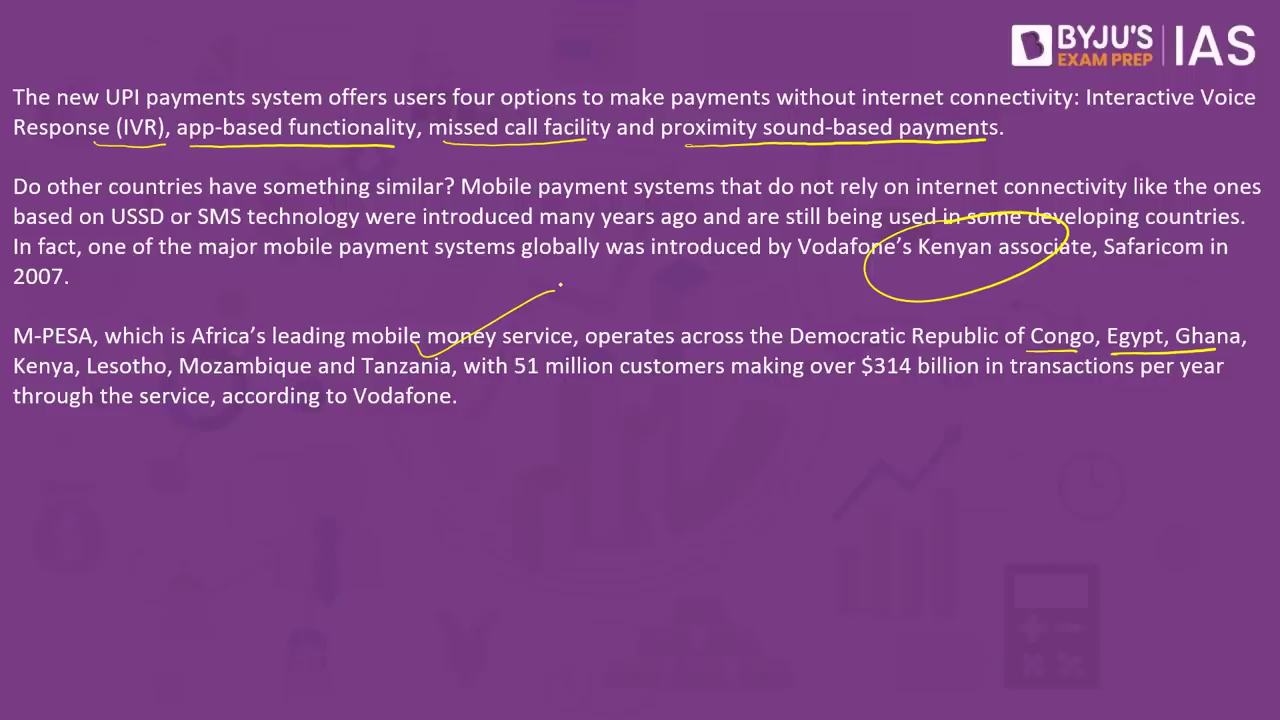 BYJU'S
EXAM PREP
IAS
The new UPI payments system offers users four options to make payments without internet connectivity: Interactive Voice
Response (IVR), app-based functionality, missed call facility and proximity sound-based payments.
Do other countries have something similar? Mobile payment systems that do not rely on internet connectivity like the ones
based on USSD or SMS technology were introduced many years ago and are still being used in some developing countries.
In fact, one of the major mobile payment systems globally was introduced by Vodafone’s Kenyan associate, Safaricom in
2007.
M-PESA, which is Africa’s leading mobile money service, operates across the Democratic Republic of Congo, Egypt, Ghana,
Kenya, Lesotho, Mozambique and Tanzania, with 51 million customers making over $314 billion in transactions per year
through the service, according to Vodafone.